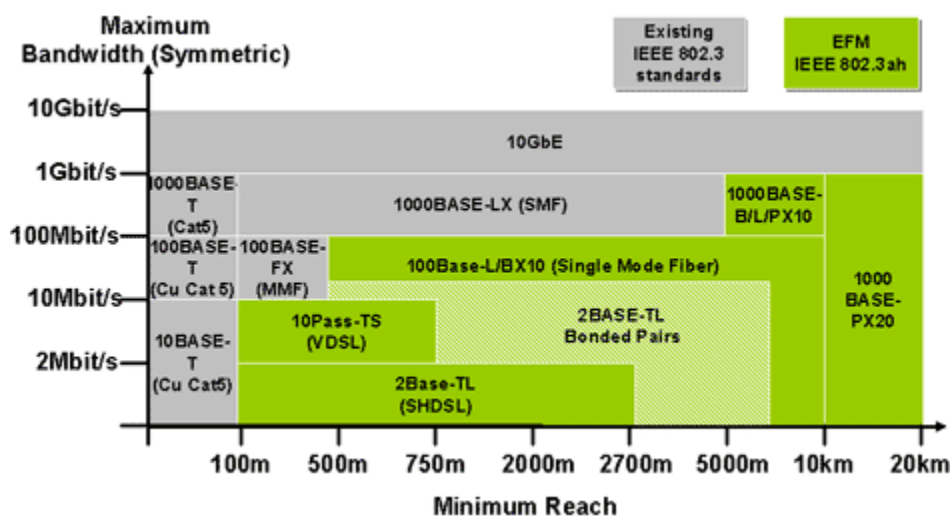 Maximum
Bandwidth (Symmetric)
Existing
IEEE 802.3
standards
EFM
IEEE 802.3ah
10Gbit/s
10GbE
1Gbit/s
1000BASE-
T
(Cat5)
1000BASE-LX (SMF)
1000BASE-
B/L/PX10
100Mbit/s
100BASE-
T
(Cu Cat 5)
100BASE-
FX
(MMF)
100Base-L/BX10 (Single Mode Fiber)
1000
BASE-
PX20
10Mbit/s
10BASE-
T
(Cu Cat5)
10Pass-TS
(VDSL)
2BASE-TL
Bonded Pairs
2Mbit/s
2Base-TL
(SHDSL)
100m 500m 750m 2000m 2700m 5000m 10km 20km
Minimum Reach